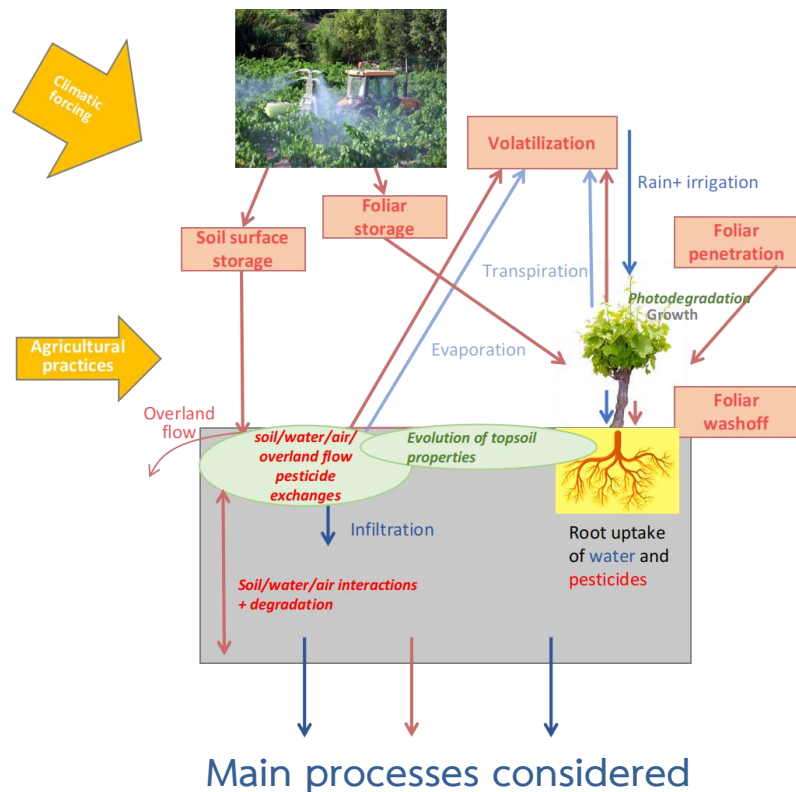 Climatic
forcing
Volatilization
Rain+ irrigation
Foliar
storage
Soil surface
storage
Foliar
penetration
Transpiration
Photodegradation
Growth
Evaporation
Agricultural
practices
Overland
flow
Foliar
washoff
soil/water/air/
overland flow
pesticide
exchanges
Evolution of topsoil
properties
Infiltration
Root uptake
of water and
pesticides
Soil/water/air interactions
+ degradation
Main processes considered